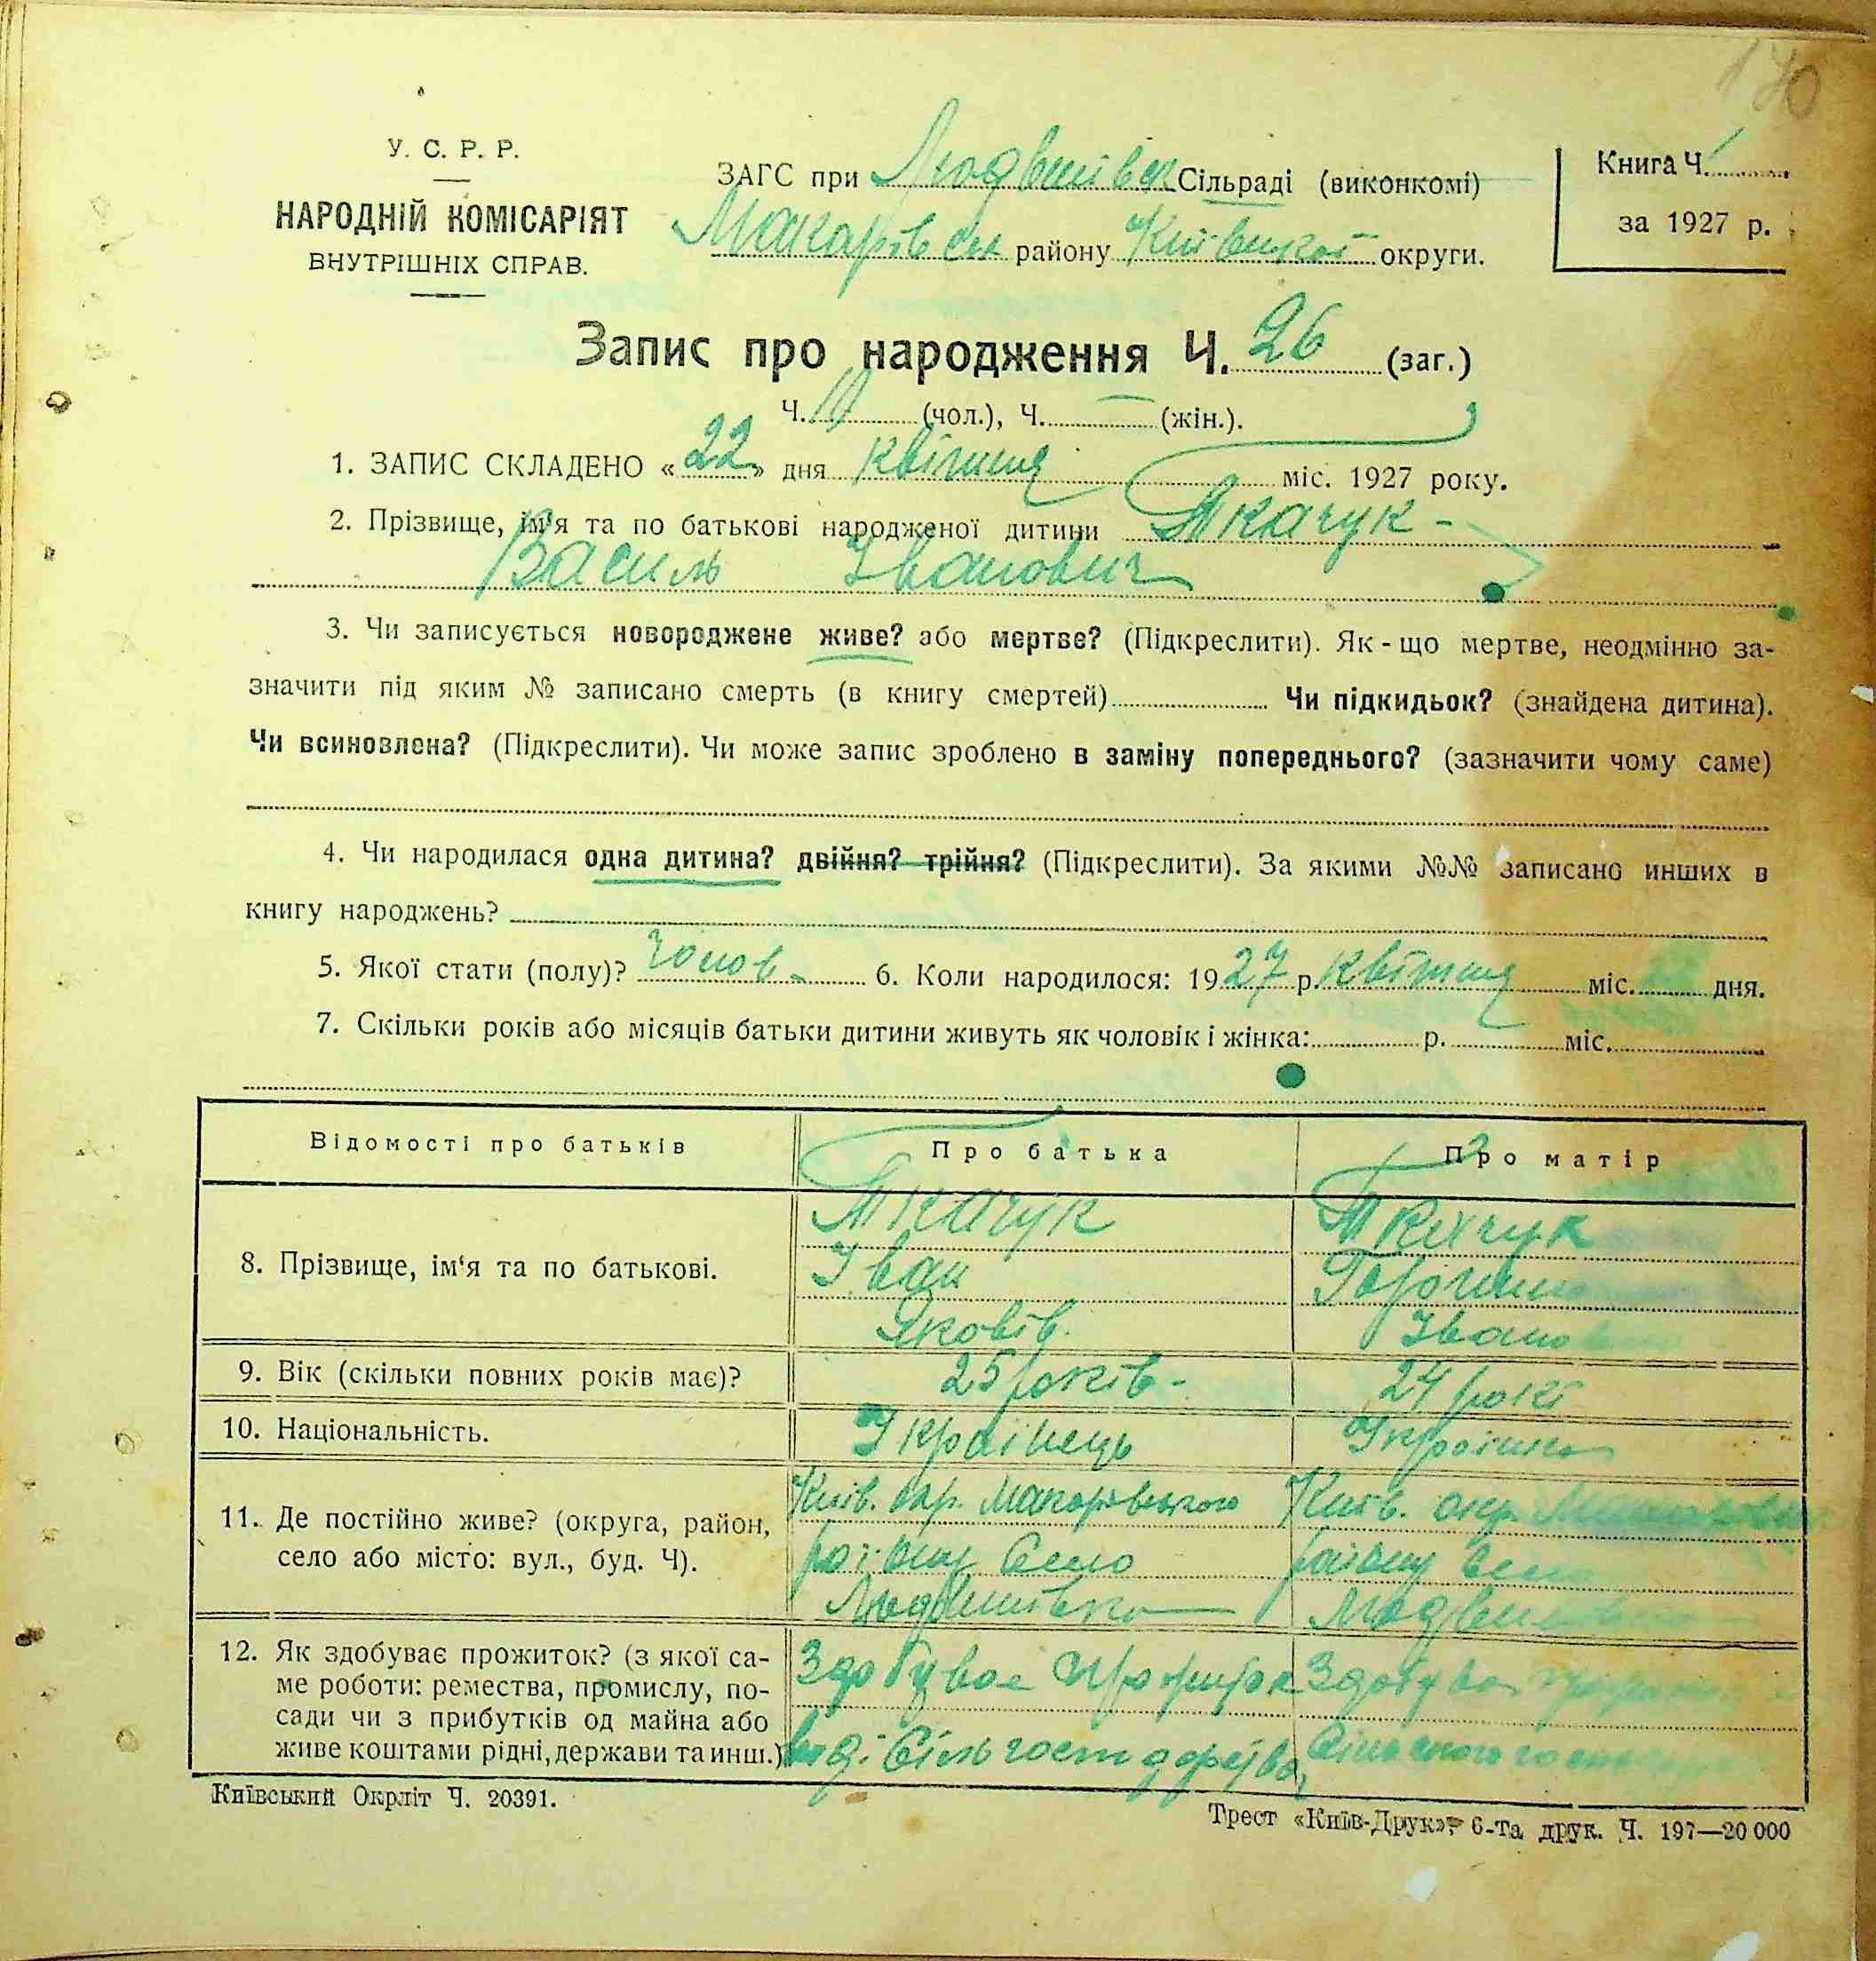 170
У. С. Р. Р.
НАРОДНІЙ КОМІСАРІЯТ
ВНУТРІШНІХ СПРАВ.
ЗАГС при Людвинівск Сільраді (виконкомі)
Макарівськ району Київської округи.
Книга Ч. 1
за 1927 р.
Запис про народження Ч. 26 (заг.)
Ч. (чол.), Ч. — (жін.).
1. ЗАПИС СКЛАДЕНО «22» дня квітня міс. 1927 року.
2. Прізвище, ім'я та по батькові народженої дитини Ткачук -
Василь Іванович
3. Чи записується новороджене живе? або мертве? (Підкреслити). Як-що мертве, неодмінно за-
значити під яким № записано смерть (в книгу смертей) Чи підкидьок? (знайдена дитина).
Чи всиновлена? (Підкреслити). Чи може запис зроблено в заміну попереднього? (зазначити чому саме)
4. Чи народилася одна дитина? двійня? трійня? (Підкреслити). За якими №№ записано инших в
книгу народжень?
5. Якої стати (полу)? чолов. 6. Коли народилося: 1927 р. квітня міс. дня.
7. Скільки років або місяців батьки дитини живуть як чоловік і жінка: р. міс.
Відомості про батьків Про батька Про матір
8. Прізвище, ім'я та по батькові.
Ткачук Ткачук
Іван
Яковів. Івано
9. Вік (скільки повних років має)? 25 років - 24 рокі
10. Національність. Українець Українка
11. Де постійно живе? (округа, район,
село або місто: вул., буд. Ч).
Київ. окр. Макарівського Київ. окр.
району село району село
Людвинівка
12. Як здобуває прожиток? (з якої са-
ме роботи: ремества, промислу, по-
сади чи з прибутків од майна або
живе коштами рідні, держави та инш.)
Здобуває Здобува
від сільгосподарства,
Київський Окрліт Ч. 20391.
Трест «Київ-Друк» 6-та друк. Ч. 197—20 000